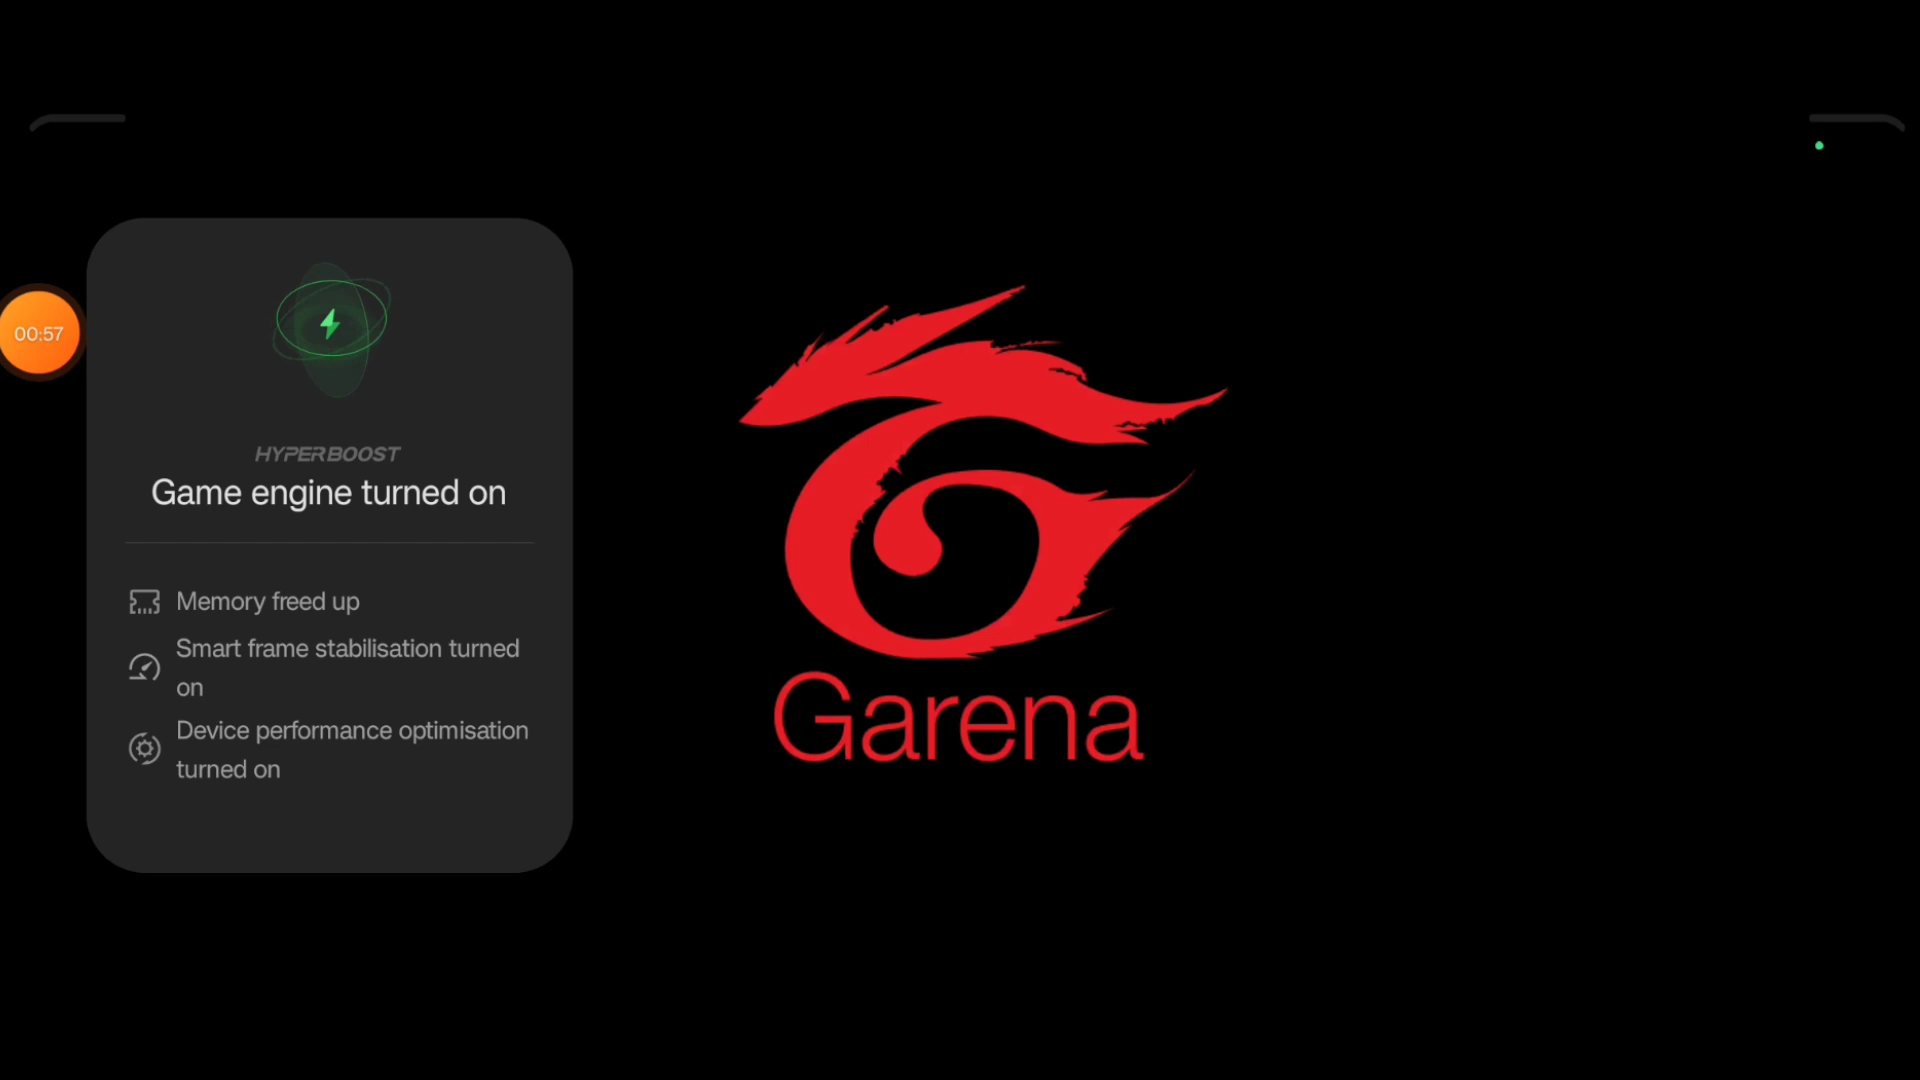 00:57
HYPERBOOST
Game engine turned on
Memory freed up
Smart frame stabilisation turned
on
Device performance optimisation
turned on
Garena